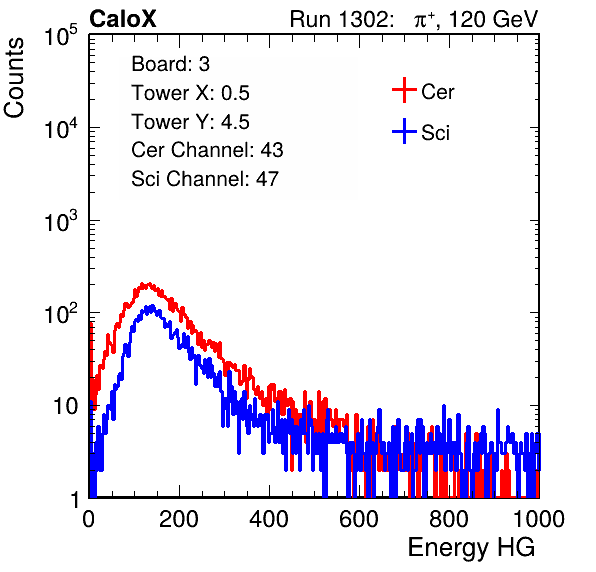 CaloX Run 1302: π⁺, 120 GeV
Board: 3
Tower X: 0.5
Tower Y: 4.5
Cer Channel: 43
Sci Channel: 47
Cer
Sci
Counts
10⁵
10⁴
10³
10²
10
1
0 200 400 600 800 1000
Energy HG